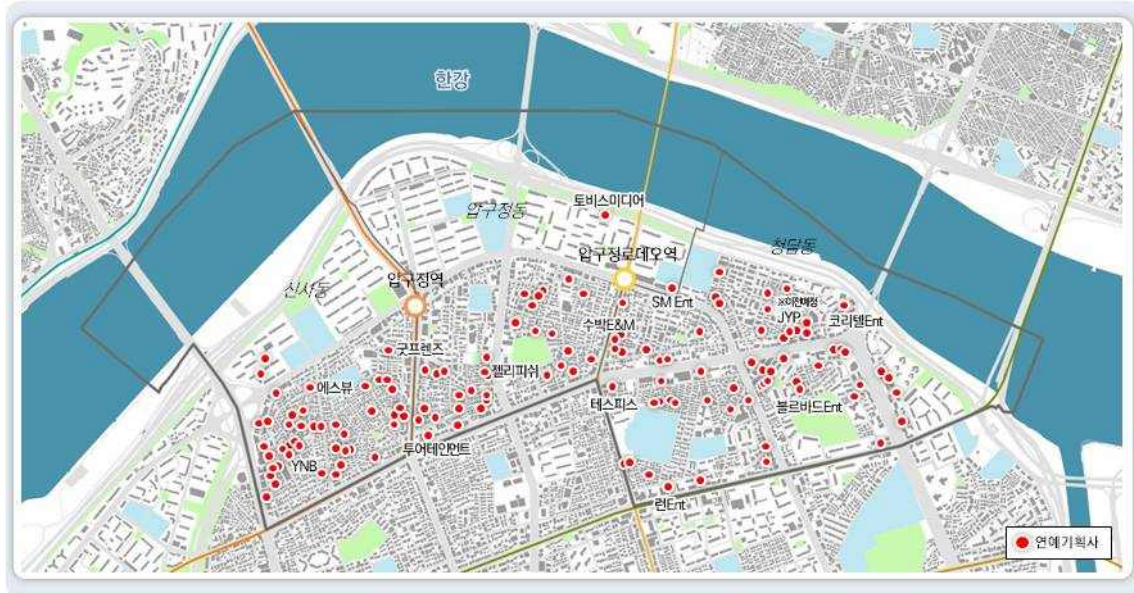 한강
토비스미디어
압구정동
청담동
압구정로데오역
압구정역
신사동
SM Ent
※이전예정
JYP
코리텔Ent
수박E&M
굿프렌즈
젤리피쉬
에스뷰
테스피스
블르바드Ent
투어테인먼트
YNB
런Ent
연예기획사